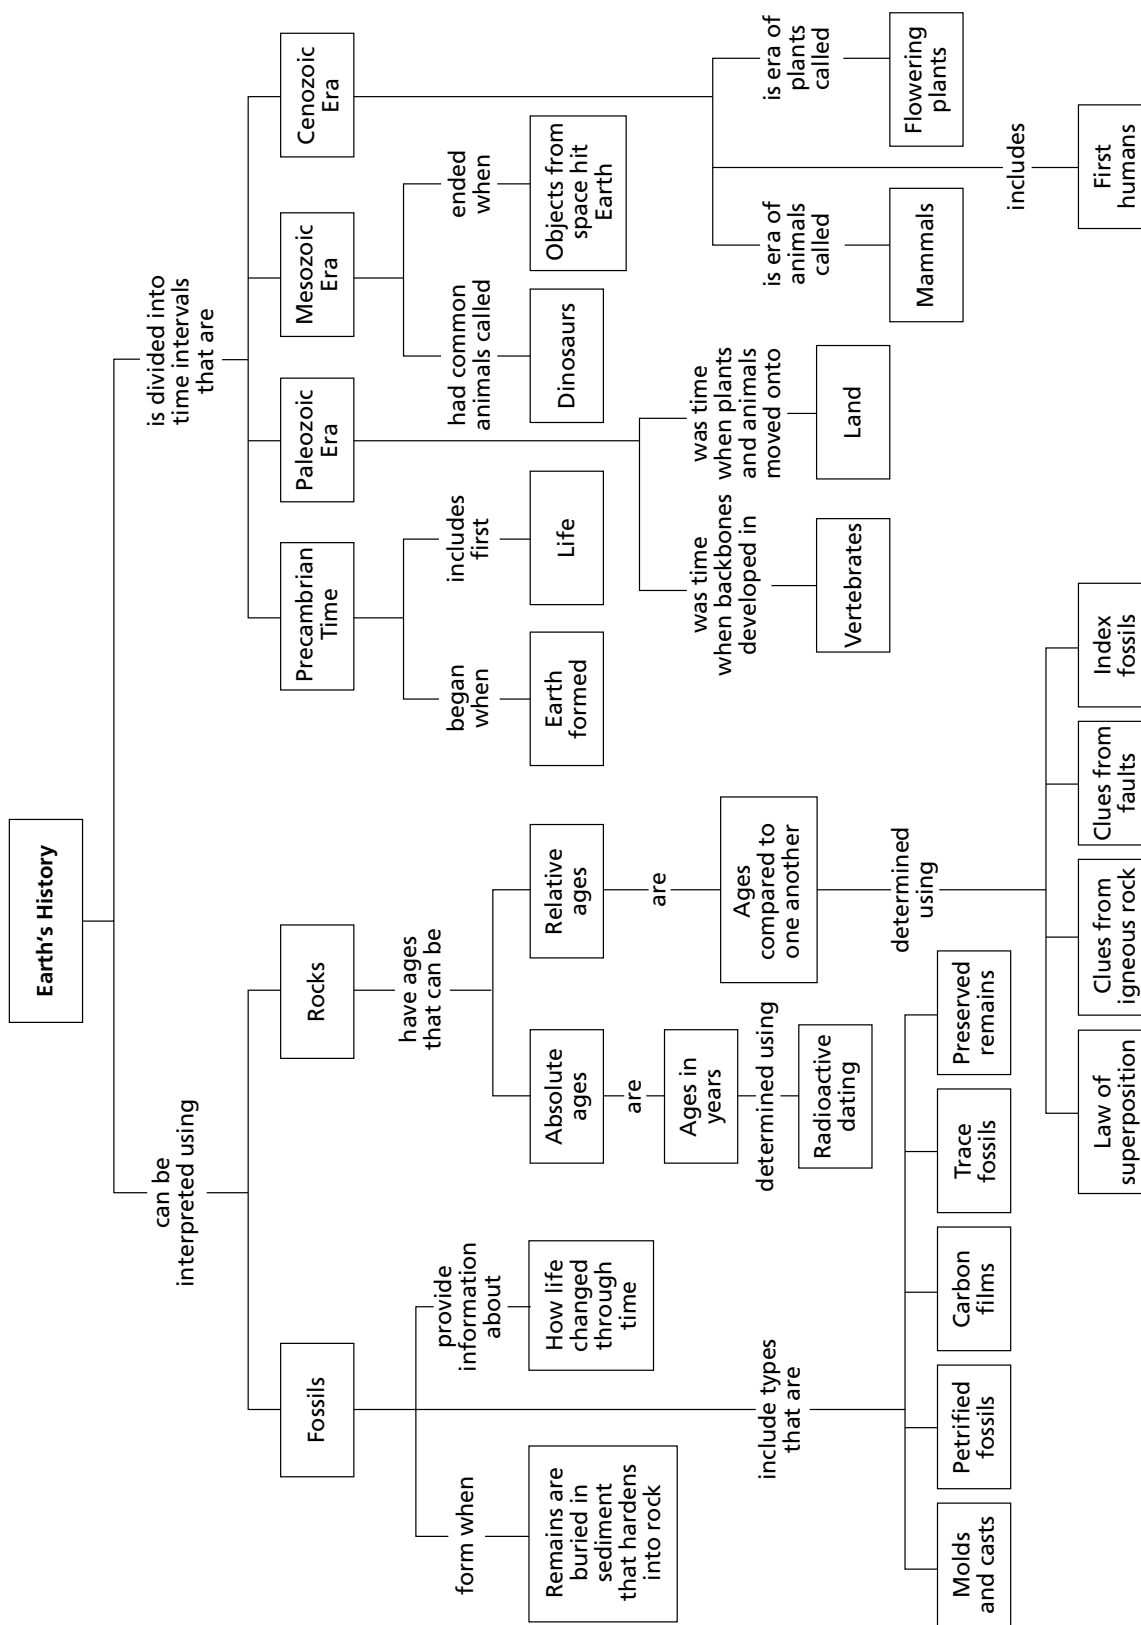 Earth's History
can be
interpreted using
Fossils
form when
Remains are
buried in
sediment
that hardens
into rock
provide
information
about
How life
changed
through
time
include types
that are
Molds
and casts
Petrified
fossils
Carbon
films
Trace
fossils
Preserved
remains
Rocks
have ages
that can be
Absolute
ages
are
Ages in
years
determined using
Radioactive
dating
Relative
ages
are
Ages
compared to
one another
determined
using
Law of
superposition
Clues from
igneous rock
Clues from
faults
Index
fossils
is divided into
time intervals
that are
Precambrian
Time
began
when
Earth
formed
includes
first
Life
Paleozoic
Era
was time
when backbones
developed in
Vertebrates
was time
when plants
and animals
moved onto
Land
Mesozoic
Era
had common
animals called
Dinosaurs
ended
when
Objects from
space hit
Earth
Cenozoic
Era
is era of
animals
called
Mammals
includes
First
humans
is era of
plants
called
Flowering
plants